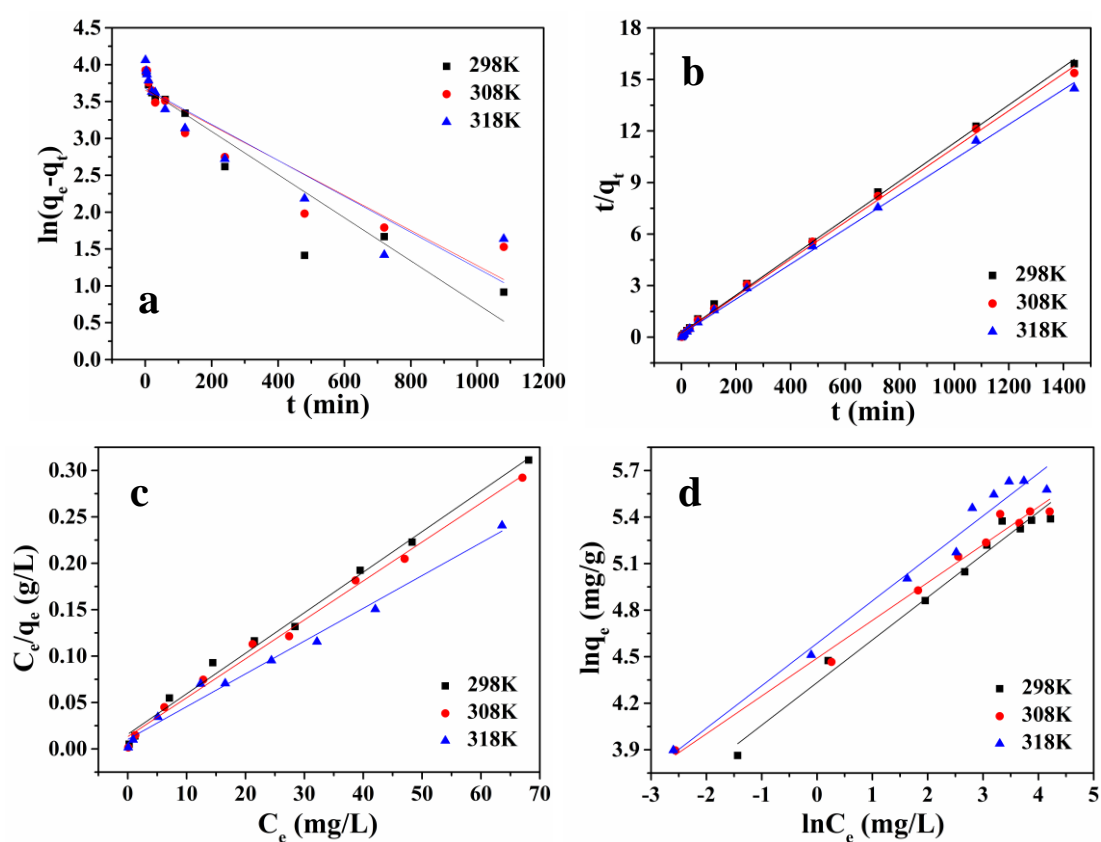 a
4.5
4.0
3.5
3.0
2.5
2.0
1.5
1.0
0.5
0.0
ln(qₑ-qₜ)
298K
308K
318K
0 200 400 600 800 1000 1200
t (min)
b
18
15
12
9
6
3
0
t/qₜ
298K
308K
318K
0 200 400 600 800 1000 1200 1400
t (min)
c
0.30
0.25
0.20
0.15
0.10
0.05
0.00
Cₑ/qₑ (g/L)
298K
308K
318K
0 10 20 30 40 50 60 70
Cₑ (mg/L)
d
5.7
5.4
5.1
4.8
4.5
4.2
3.9
lnqₑ (mg/g)
298K
308K
318K
-3 -2 -1 0 1 2 3 4 5
lnCₑ (mg/L)